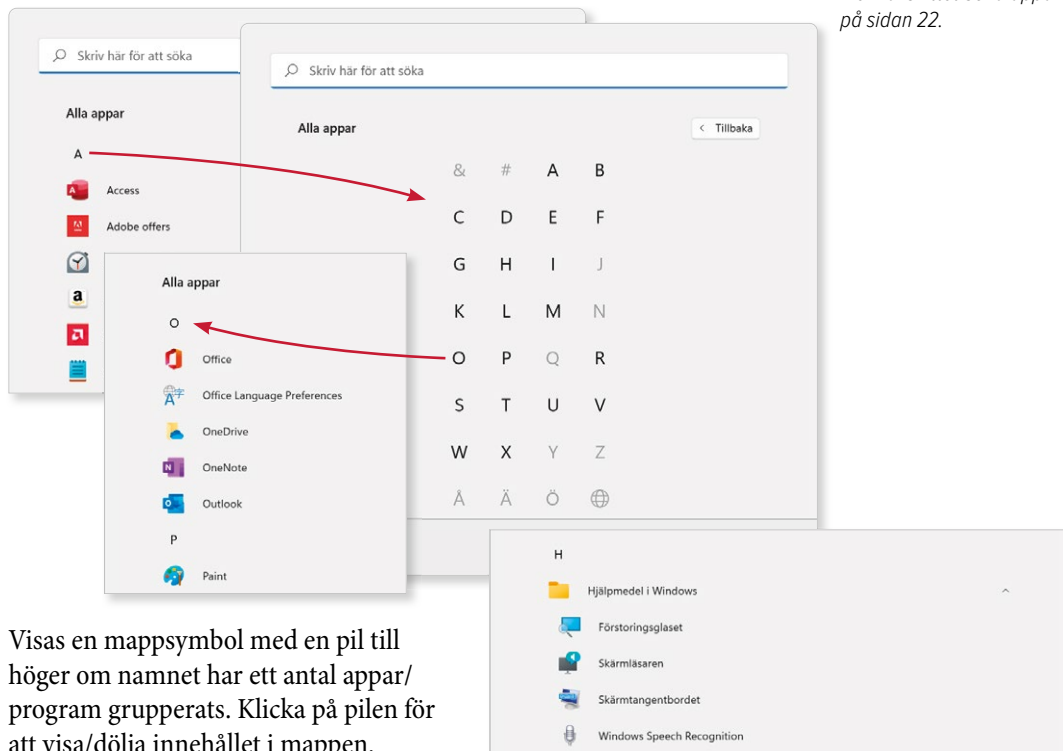 på sidan 22.
Skriv här för att söka
Alla appar
A
Access
Adobe offers
Skriv här för att söka
Alla appar
< Tillbaka
& # A B
C D E F
G H I J
K L M N
O P Q R
S T U V
W X Y Z
Å Ä Ö
Alla appar
O
Office
Office Language Preferences
OneDrive
OneNote
Outlook
P
Paint
H
Hjälpmedel i Windows
Förstoringsglaset
Skärmläsaren
Skärmtangentbordet
Windows Speech Recognition
Visas en mappsymbol med en pil till
höger om namnet har ett antal appar/
program grupperats. Klicka på pilen för
att visa/dölja innehållet i mappen.